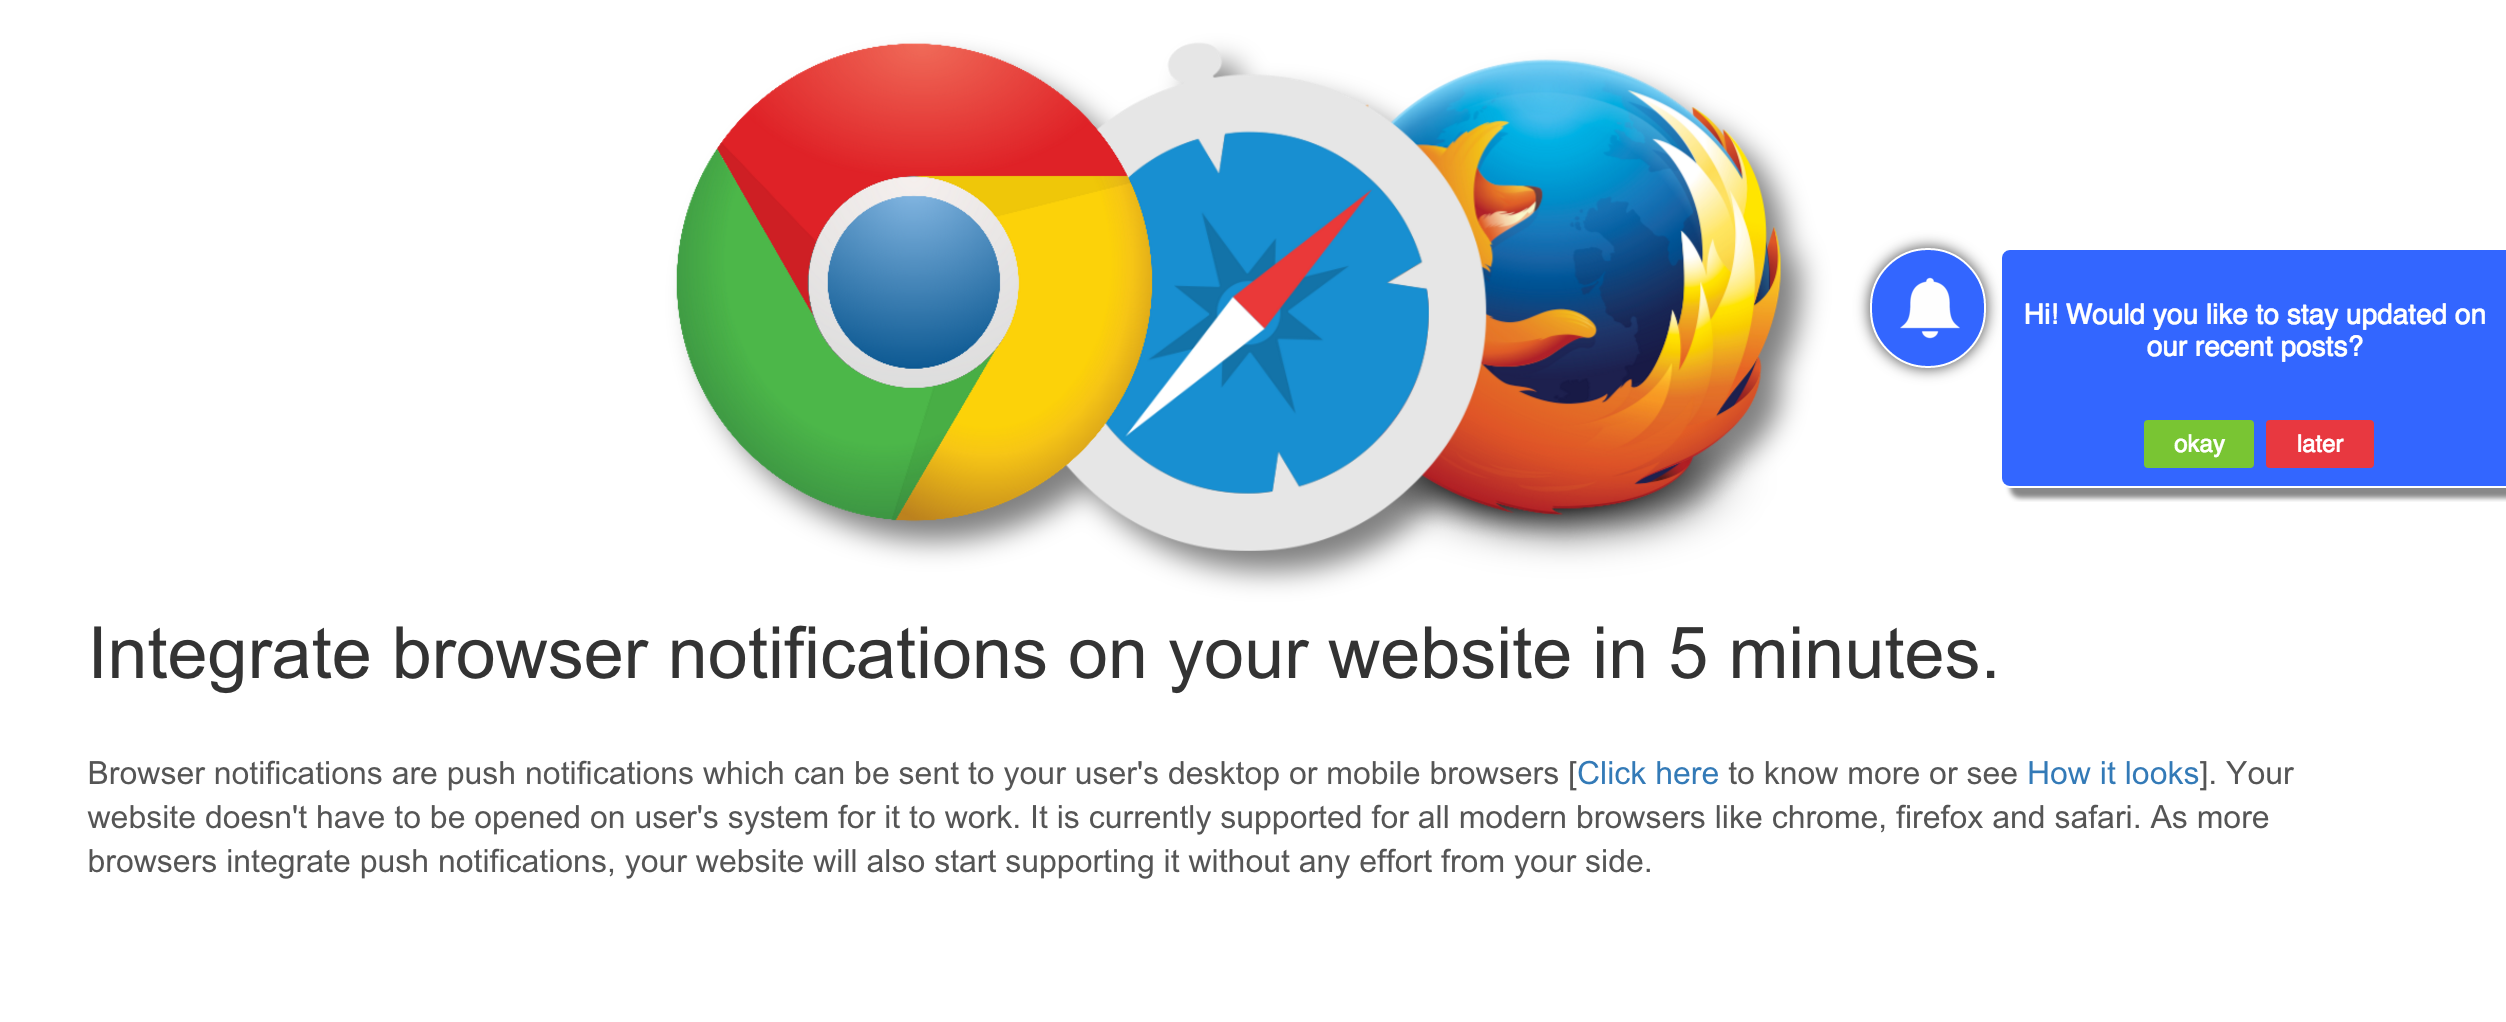 Hi! Would you like to stay updated on
our recent posts?
okay later
Integrate browser notifications on your website in 5 minutes.
Browser notifications are push notifications which can be sent to your user's desktop or mobile browsers [Click here to know more or see How it looks]. Your
website doesn't have to be opened on user's system for it to work. It is currently supported for all modern browsers like chrome, firefox and safari. As more
browsers integrate push notifications, your website will also start supporting it without any effort from your side.